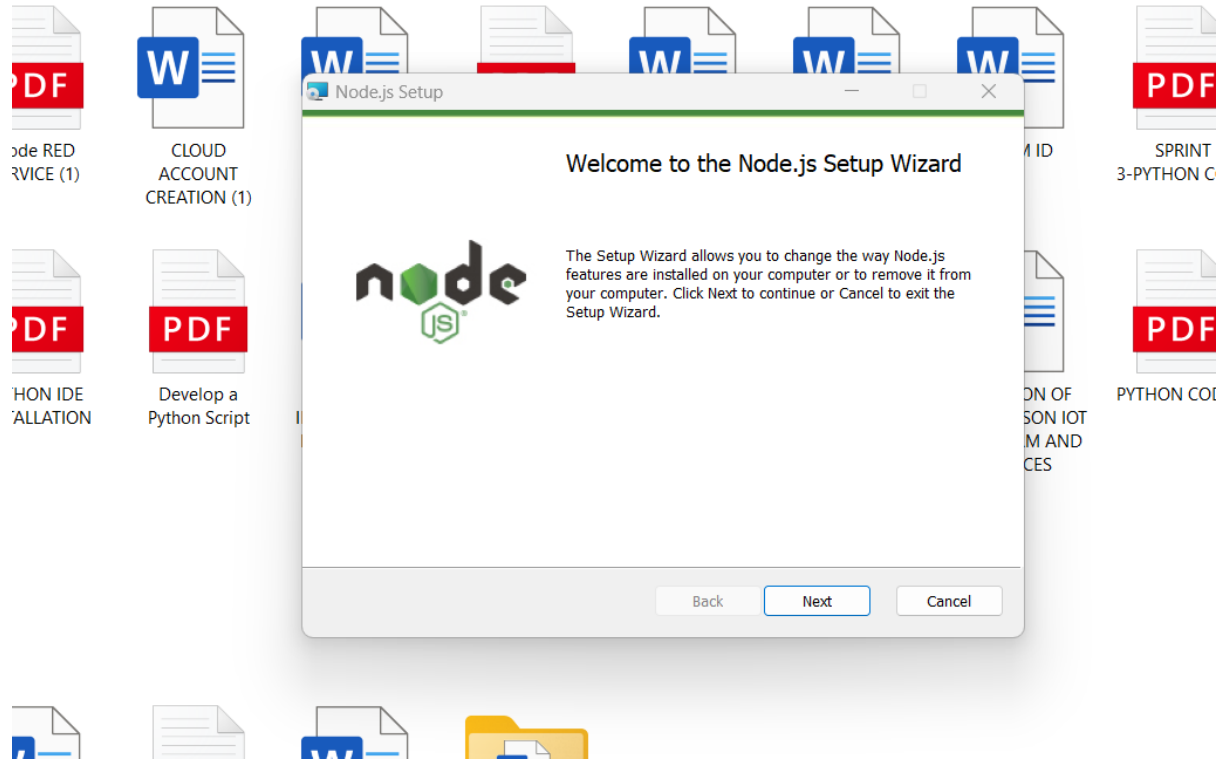 PDF
W
W
W
W
W
PDF
Node.js Setup
ode RED
CLOUD
Welcome to the Node.js Setup Wizard
M ID
SPRINT
RVICE (1)
ACCOUNT
3-PYTHON CO
CREATION (1)
node
JS
The Setup Wizard allows you to change the way Node.js
features are installed on your computer or to remove it from
your computer. Click Next to continue or Cancel to exit the
Setup Wizard.
PDF
PDF
PDF
HON IDE
Develop a
ON OF
PYTHON COD
ALLATION
Python Script
SON IOT
M AND
CES
Back
Next
Cancel
W